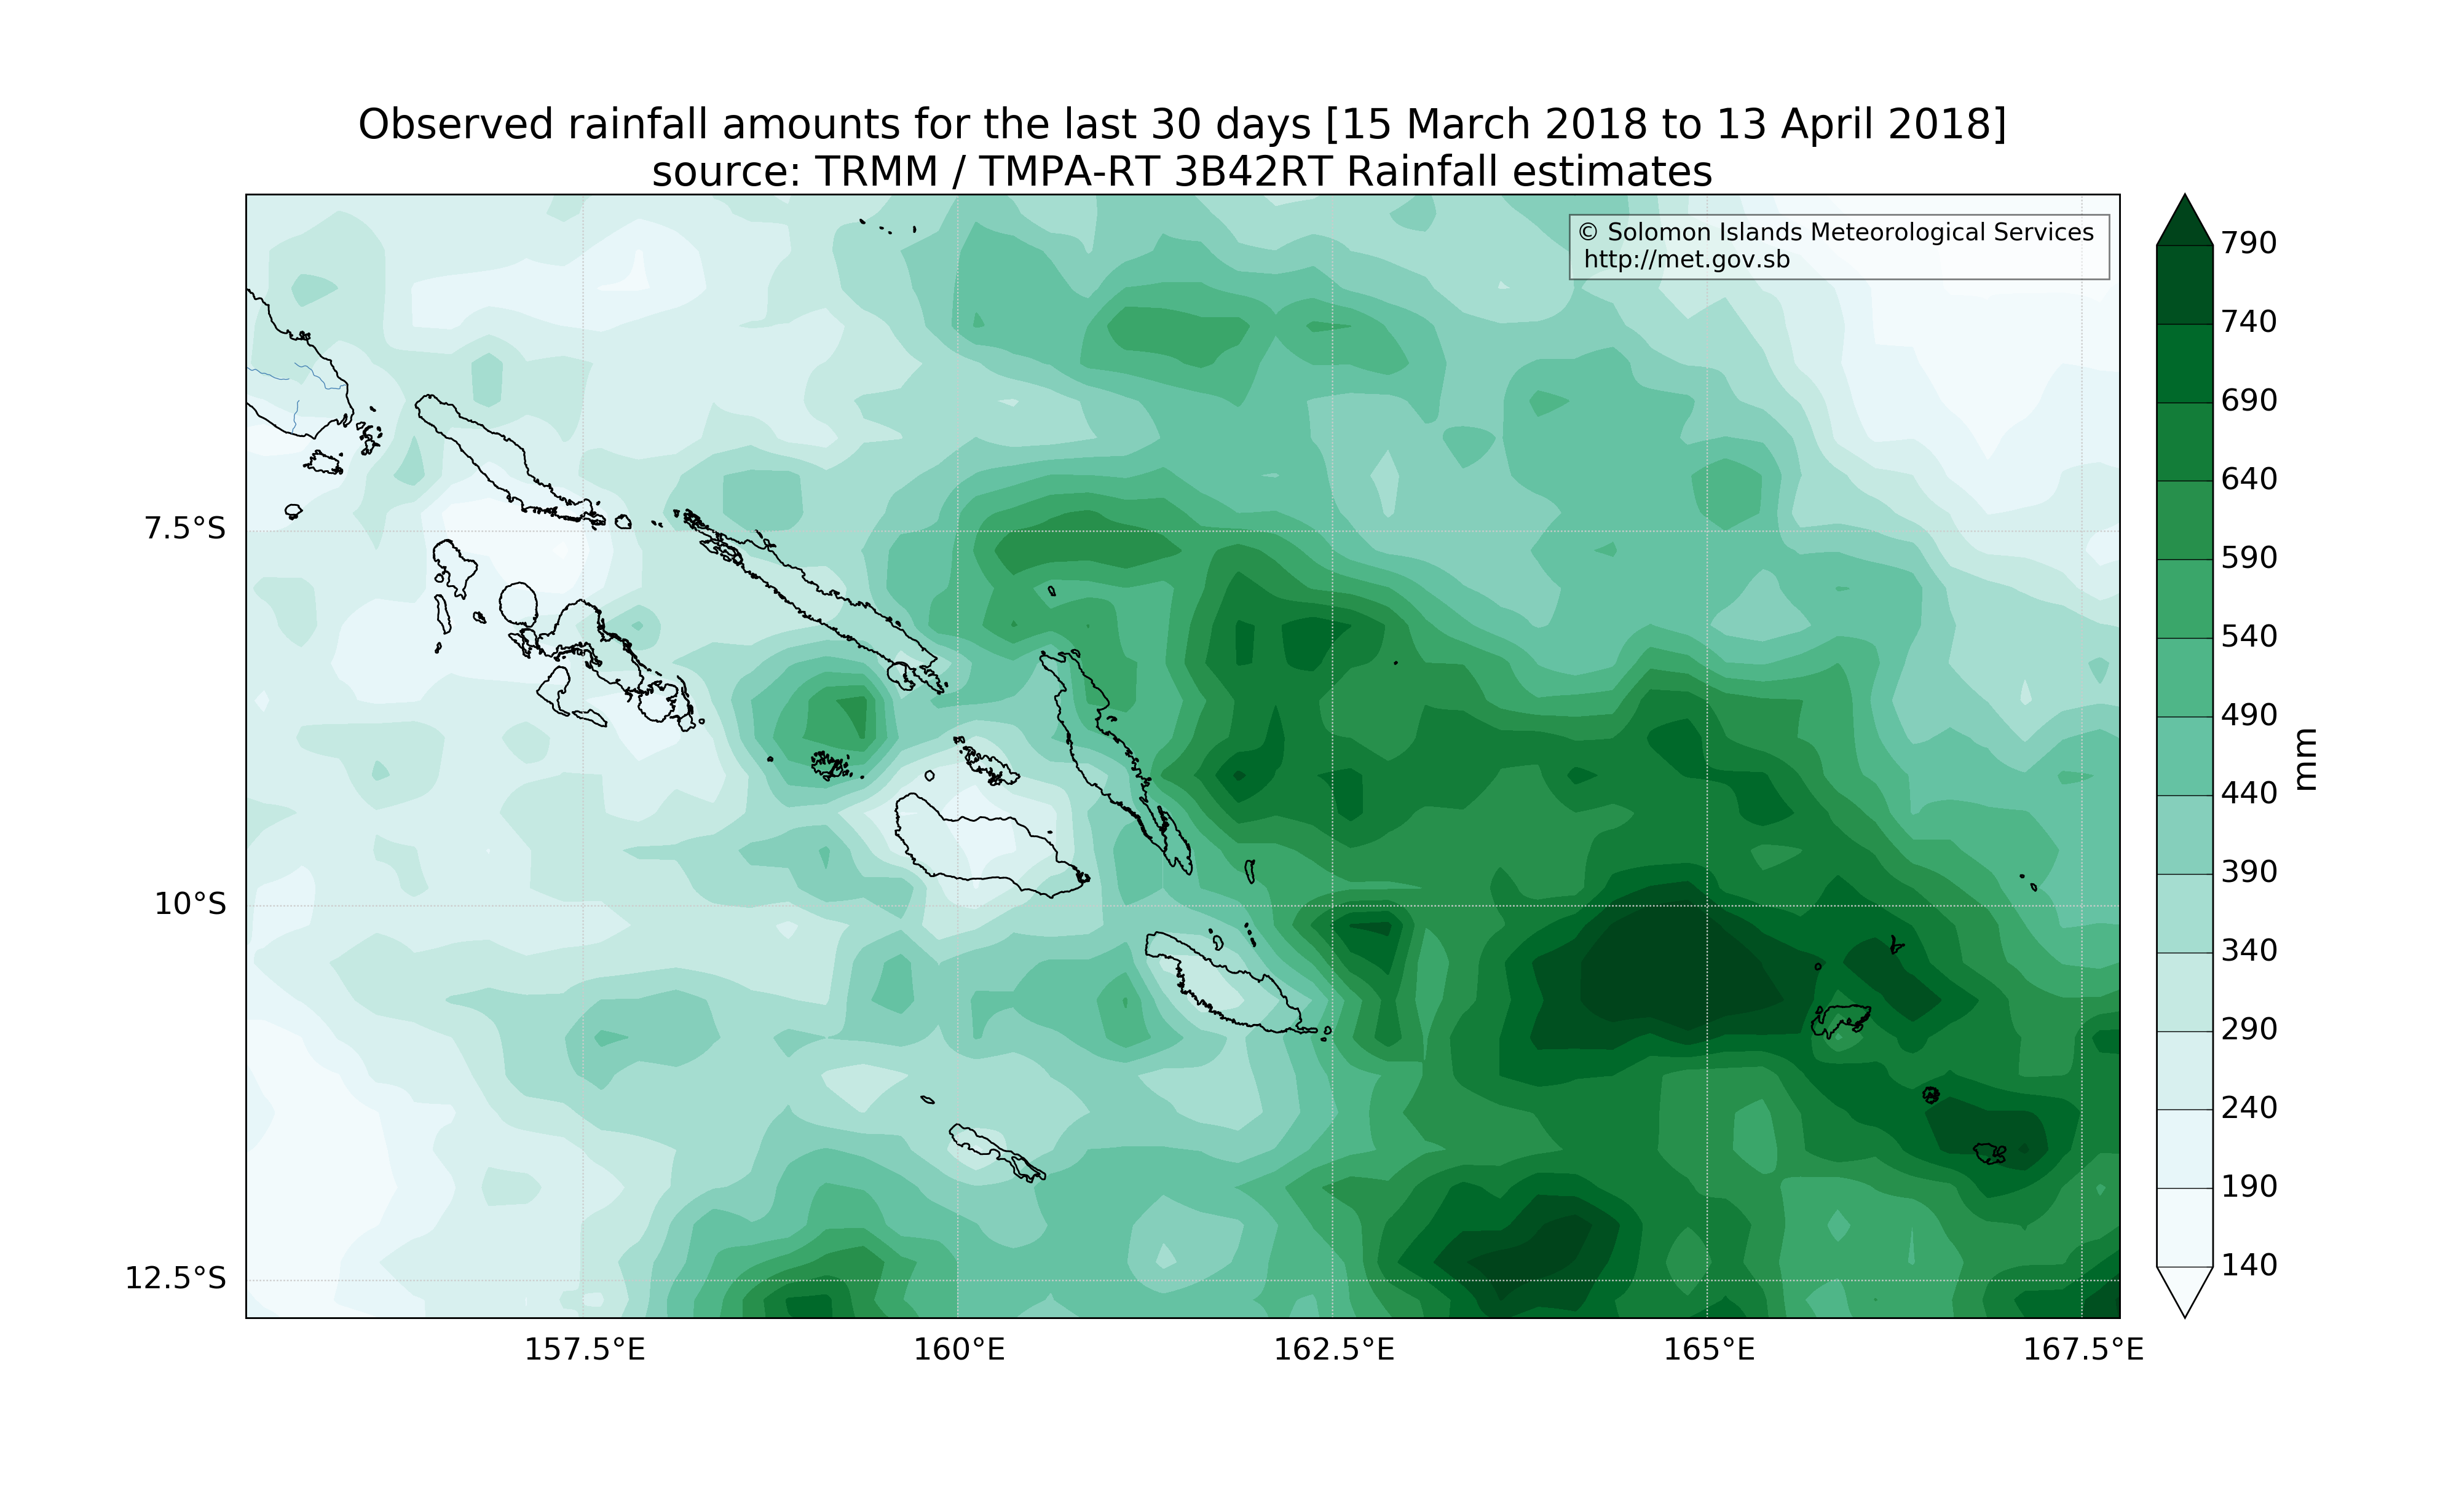 Observed rainfall amounts for the last 30 days [15 March 2018 to 13 April 2018]
source: TRMM / TMPA-RT 3B42RT Rainfall estimates
© Solomon Islands Meteorological Services
http://met.gov.sb
7.5°S
10°S
12.5°S
157.5°E
160°E
162.5°E
165°E
167.5°E
790
740
690
640
590
540
490
440
390
340
290
240
190
140
mm